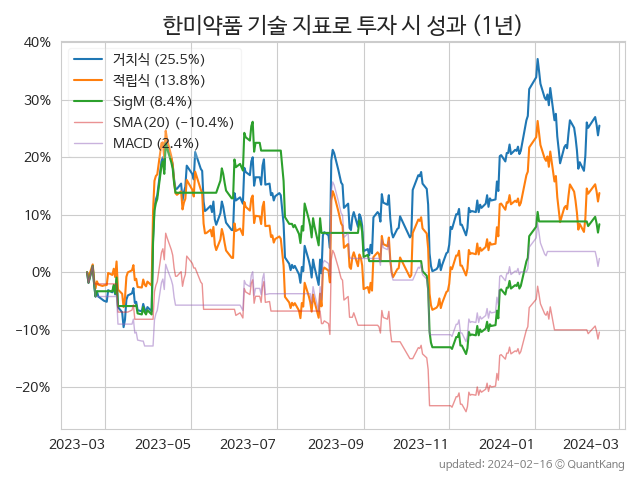 한미약품 기술 지표로 투자 시 성과 (1년)
40%
30%
20%
10%
0%
−10%
−20%
거치식 (25.5%)
적립식 (13.8%)
SigM (8.4%)
SMA(20) (−10.4%)
MACD (2.4%)
2023-03
2023-05
2023-07
2023-09
2023-11
2024-01
2024-03
updated: 2024-02-16 © QuantKang